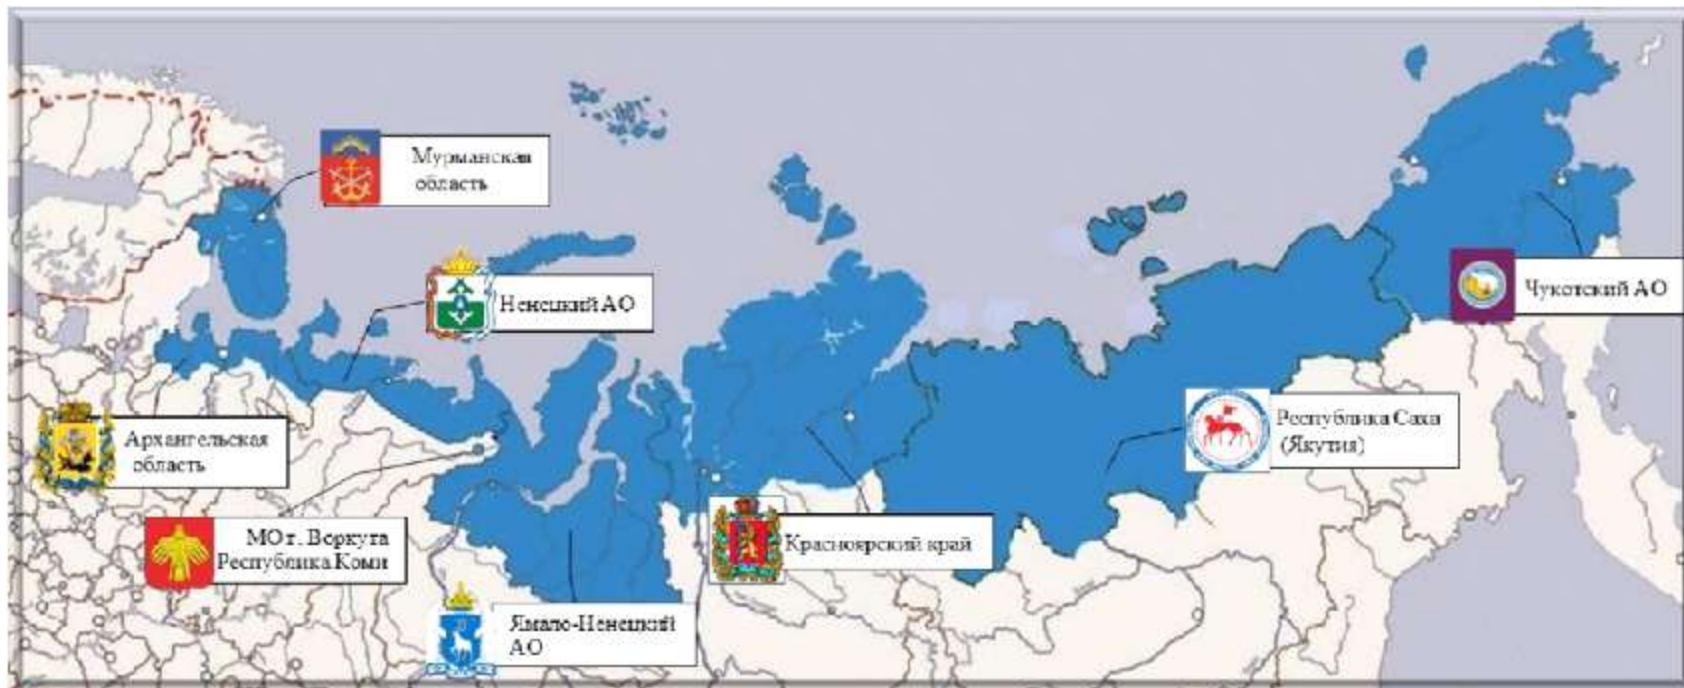 Мурманская
область
Ненецкий АО
Чукотский АО
Архангельская
область
Республика Саха
(Якутия)
МО г. Воркута
Республика Коми
Красноярский край
Ямало-Ненецкий
АО